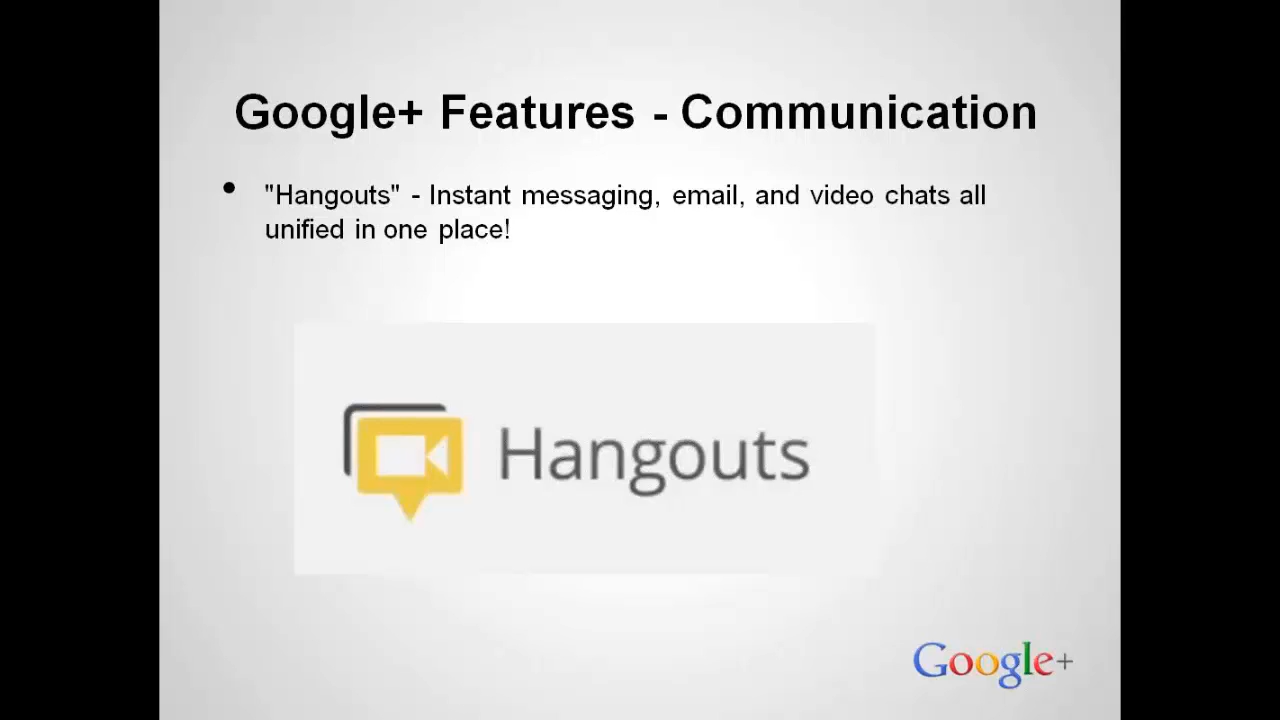 Google+ Features - Communication
• "Hangouts" - Instant messaging, email, and video chats all
unified in one place!
Hangouts
Google+